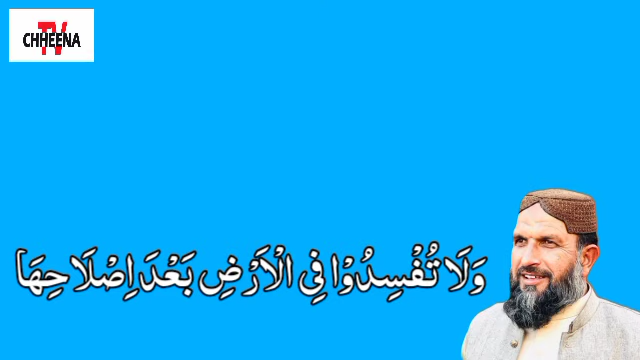 CHHEENA
TV
وَلَا تُفْسِدُوْا فِى الْاَرْضِ بَعْدَ اِصْلَاحِهَا